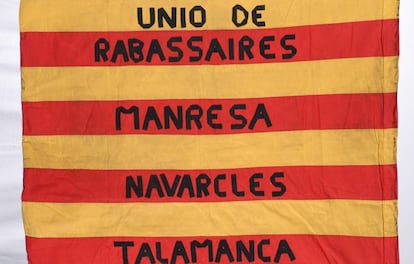 UNIO DE
RABASSAIRES
MANRESA
NAVARCLES
TALAMANCA